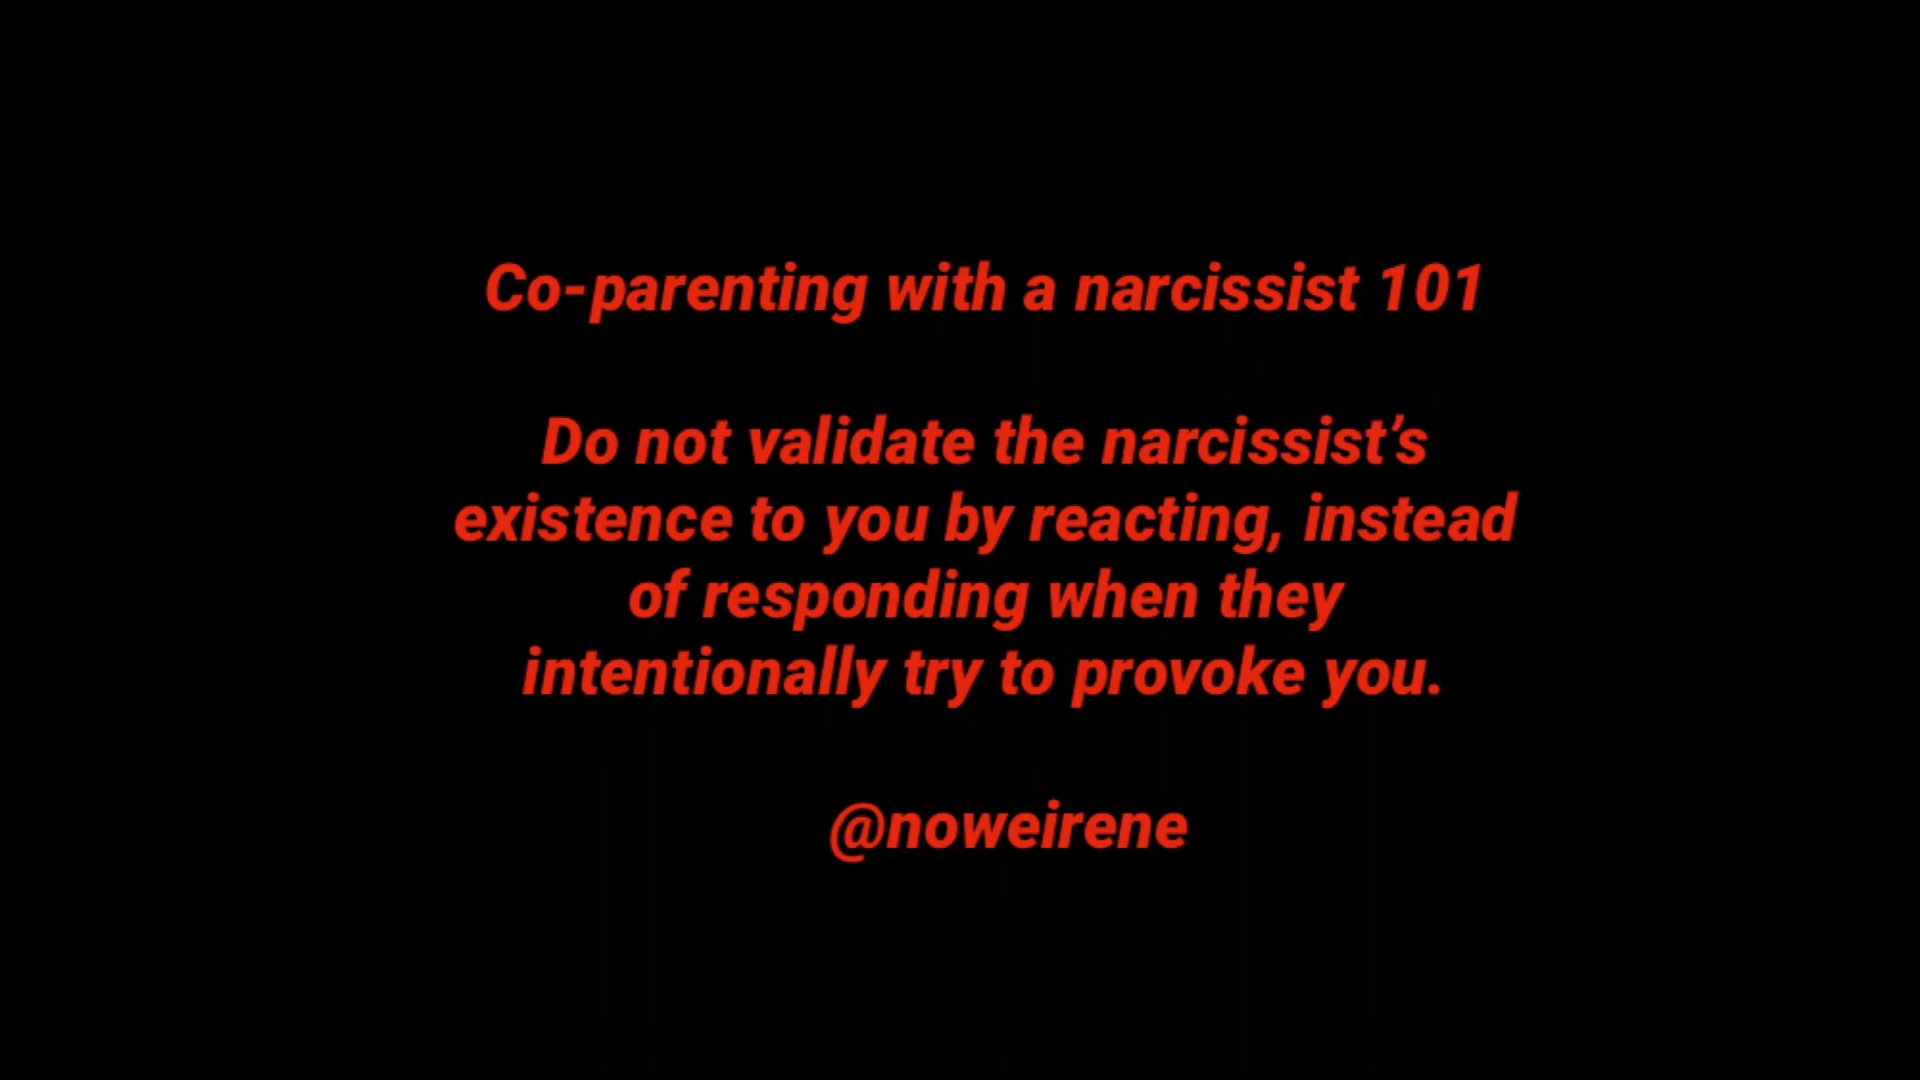 Co-parenting with a narcissist 101
Do not validate the narcissist’s
existence to you by reacting, instead
of responding when they
intentionally try to provoke you.
@noweirene